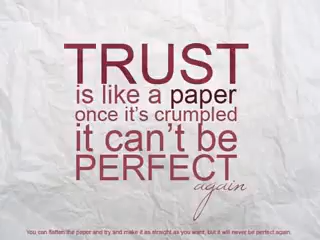 TRUST
is like a paper
once it's crumpled
it can't be
PERFECT
again
You can flatten the paper and try and make it as straight as you want, but it will never be perfect again.